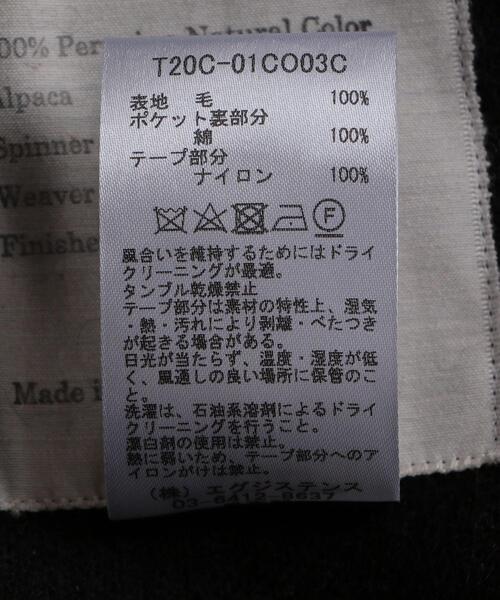 100% Peruvian Natural Color
T20C-01CO03C
Alpaca
表地 毛 100%
ポケット裏部分
Spinner
綿 100%
テープ部分
Weaver
ナイロン 100%
Finishe
風合いを維持するためにはドライ
クリーニングが最適。
タンブル乾燥禁止
テープ部分は素材の特性上、湿気
・熱・汚れにより剥離・べたつき
が起きる場合がある。
日光が当たらず、温度・湿度が低
く、風通しの良い場所に保管のこ
と。
Made i
洗濯は、石油系溶剤によるドライ
クリーニングを行うこと。
漂白剤の使用は禁止。
熱に弱いため、テープ部分へのア
イロンがけは禁止。
(株) エグジステンス
03-6412-8637